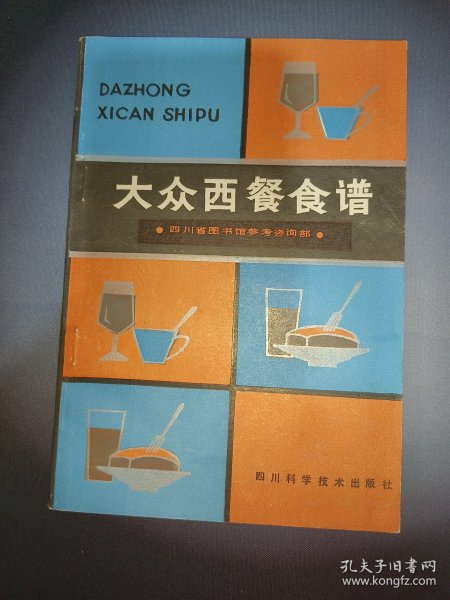 DAZHONG
XICAN SHIPU
大众西餐食谱
• 四川省图书馆参考咨询部 •
四川科学技术出版社
孔夫子旧书网
www.kongfz.com